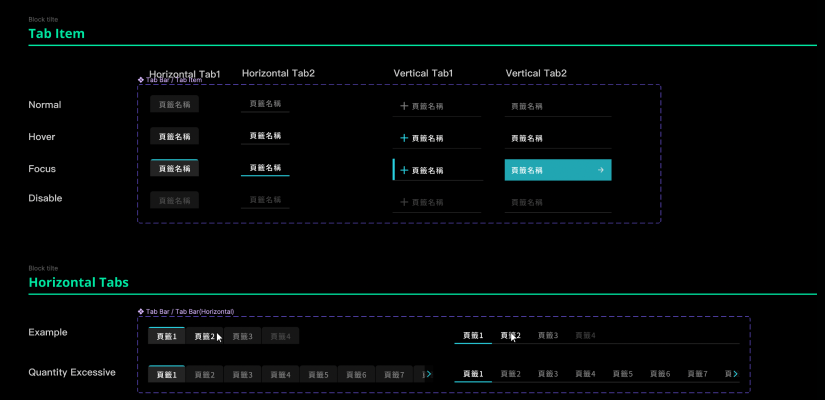 Block tilte
Tab Item
Horizontal Tab1 Horizontal Tab2 Vertical Tab1 Vertical Tab2
Tab Bar / Tab Item
Normal 頁籤名稱 頁籤名稱 頁籤名稱 頁籤名稱
Hover 頁籤名稱 頁籤名稱 頁籤名稱 頁籤名稱
Focus 頁籤名稱 頁籤名稱 頁籤名稱 頁籤名稱
Disable 頁籤名稱 頁籤名稱 頁籤名稱 頁籤名稱
Block tilte
Horizontal Tabs
Tab Bar / Tab Bar(Horizontal)
Example 頁籤1 頁籤2 頁籤3 頁籤4 頁籤1 頁籤2 頁籤3 頁籤4
Quantity Excessive 頁籤1 頁籤2 頁籤3 頁籤4 頁籤5 頁籤6 頁籤7 頁籤1 頁籤2 頁籤3 頁籤4 頁籤5 頁籤6 頁籤7 頁